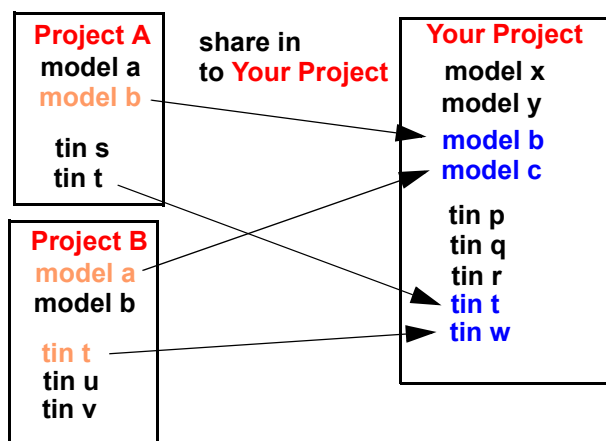 Project A
model a
model b
tin s
tin t
share in
to Your Project
Your Project
model x
model y
model b
model c
tin p
tin q
tin r
tin t
tin w
Project B
model a
model b
tin t
tin u
tin v